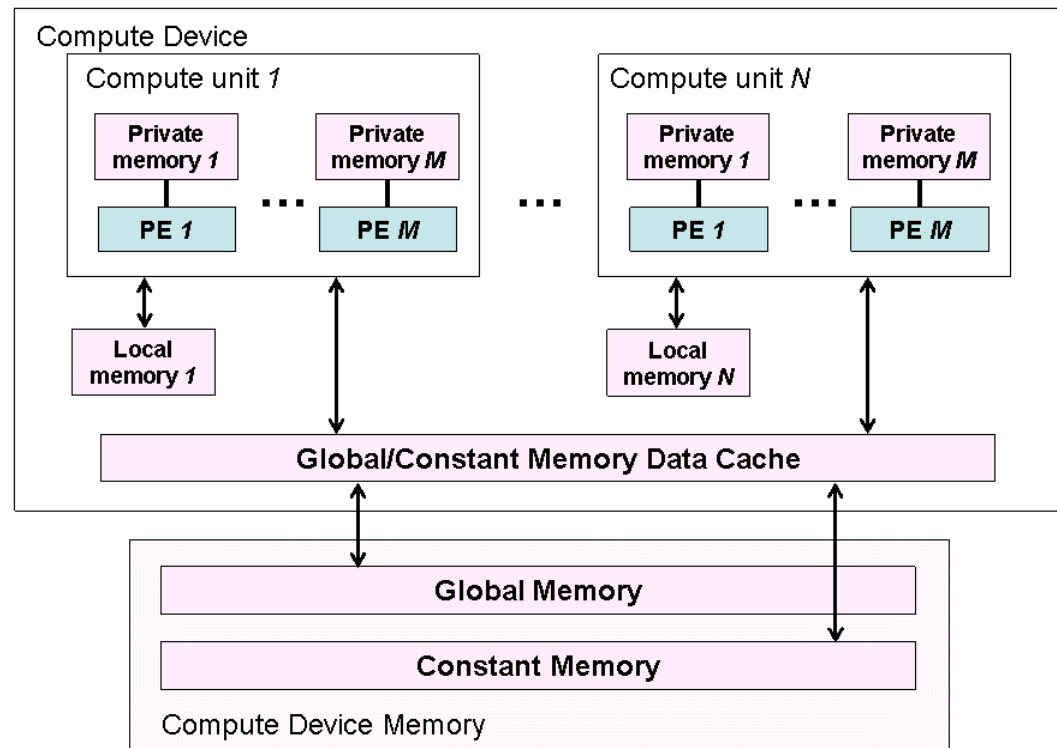 Compute Device
Compute unit 1
Compute unit N
Private
memory 1
Private
memory M
Private
memory 1
Private
memory M
...
...
...
PE 1
PE M
PE 1
PE M
Local
memory 1
Local
memory N
Global/Constant Memory Data Cache
Global Memory
Constant Memory
Compute Device Memory